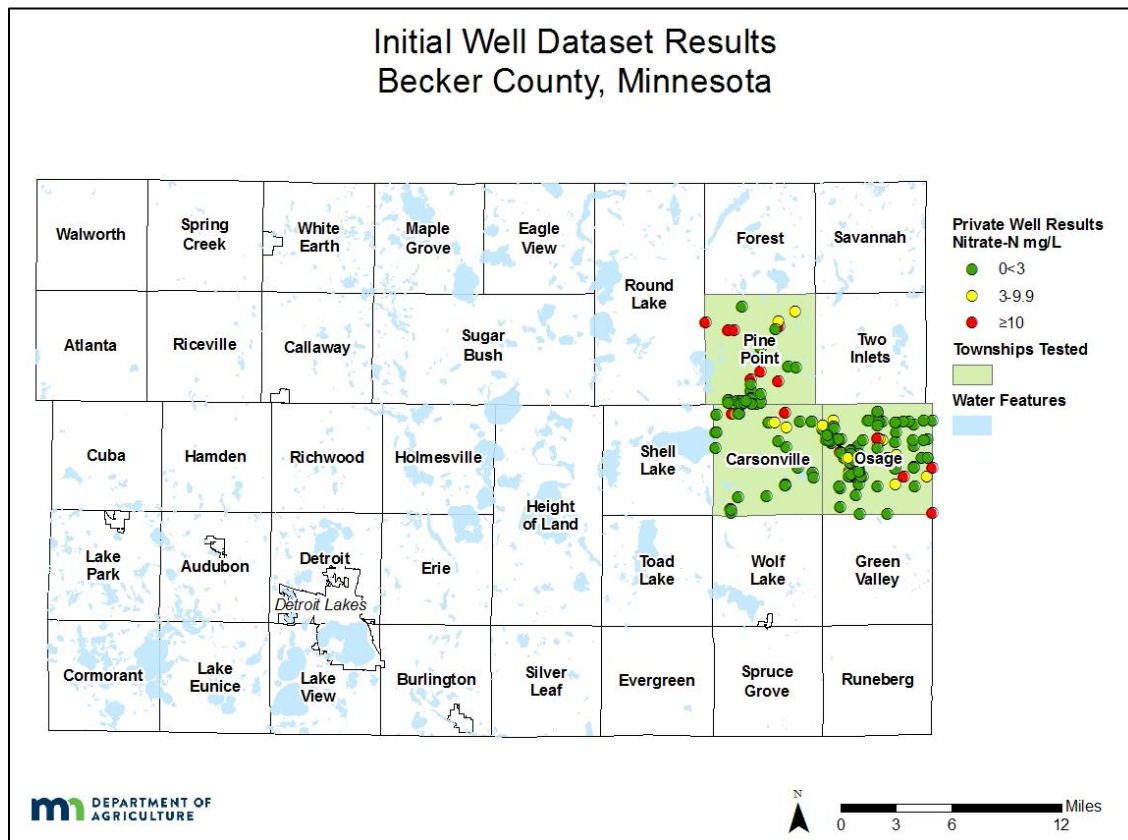 Initial Well Dataset Results
Becker County, Minnesota
Walworth
Spring
Creek
White
Earth
Maple
Grove
Eagle
View
Round
Lake
Forest
Savannah
Atlanta
Riceville
Callaway
Sugar
Bush
Pine
Point
Two
Inlets
Cuba
Hamden
Richwood
Holmesville
Height
of Land
Shell
Lake
Carsonville
Osage
Lake
Park
Audubon
Detroit
Detroit Lakes
Erie
Toad
Lake
Wolf
Lake
Green
Valley
Cormorant
Lake
Eunice
Lake
View
Burlington
Silver
Leaf
Evergreen
Spruce
Grove
Runeberg
Private Well Results
Nitrate-N mg/L
0<3
3-9.9
≥10
Townships Tested
Water Features
mn DEPARTMENT OF
AGRICULTURE
N
Miles
0 3 6 12